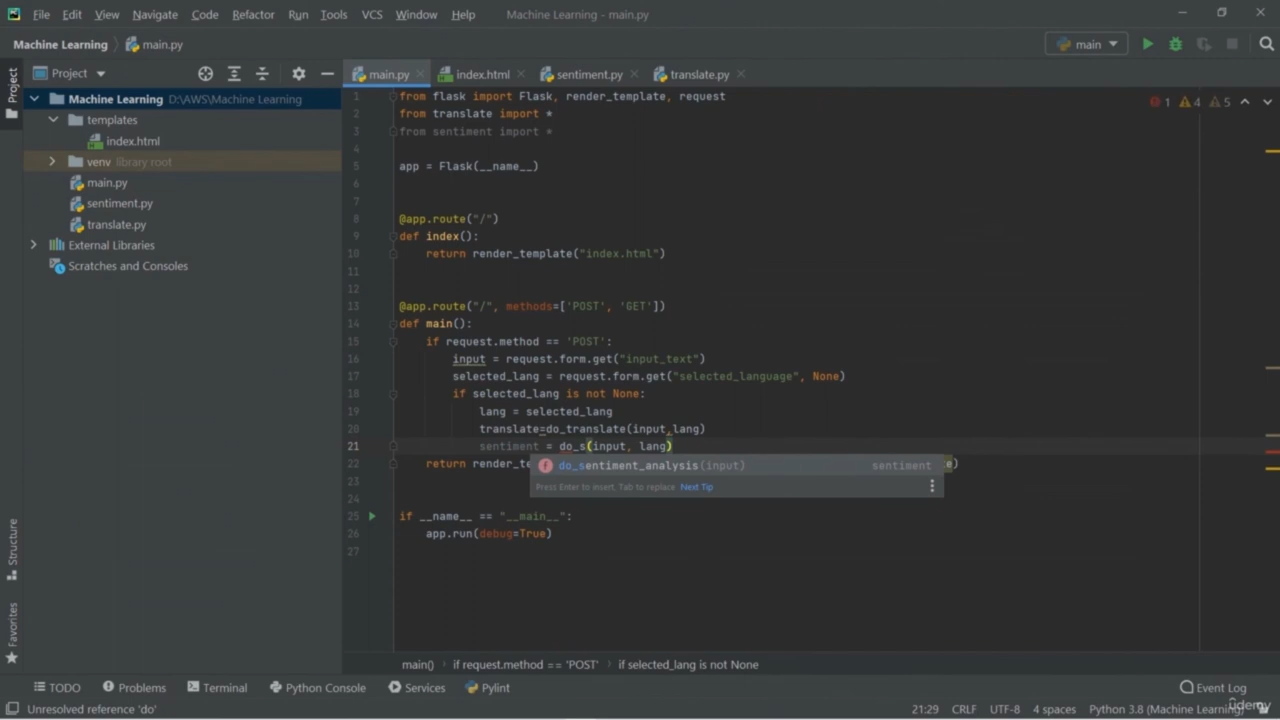 File Edit View Navigate Code Refactor Run Tools VCS Window Help Machine Learning - main.py
Machine Learning main.py main
Project
main.py index.html sentiment.py translate.py
Project
Machine Learning D:\AWS\Machine Learning
templates
index.html
venv library root
main.py
sentiment.py
translate.py
External Libraries
Scratches and Consoles
1 4 5
1 from flask import Flask, render_template, request
2 from translate import *
3 from sentiment import *
4
5 app = Flask(__name__)
6
7
8 @app.route("/")
9 def index():
10 return render_template("index.html")
11
12
13 @app.route("/", methods=['POST', 'GET'])
14 def main():
15 if request.method == 'POST':
16 input = request.form.get("input_text")
17 selected_lang = request.form.get("selected_language", None)
18 if selected_lang is not None:
19 lang = selected_lang
20 translate=do_translate(input,lang)
21 sentiment = do_s(input, lang)
22 return render_te e)
do_sentiment_analysis(input) sentiment
Press Enter to insert, Tab to replace Next Tip
23
24
25 if __name__ == "__main__":
26 app.run(debug=True)
27
Structure
Favorites
main() if request.method == 'POST' if selected_lang is not None
TODO Problems Terminal Python Console Services Pylint Event Log
Unresolved reference 'do' 21:29 CRLF UTF-8 4 spaces Python 3.8 (Machine Learning)
udemy